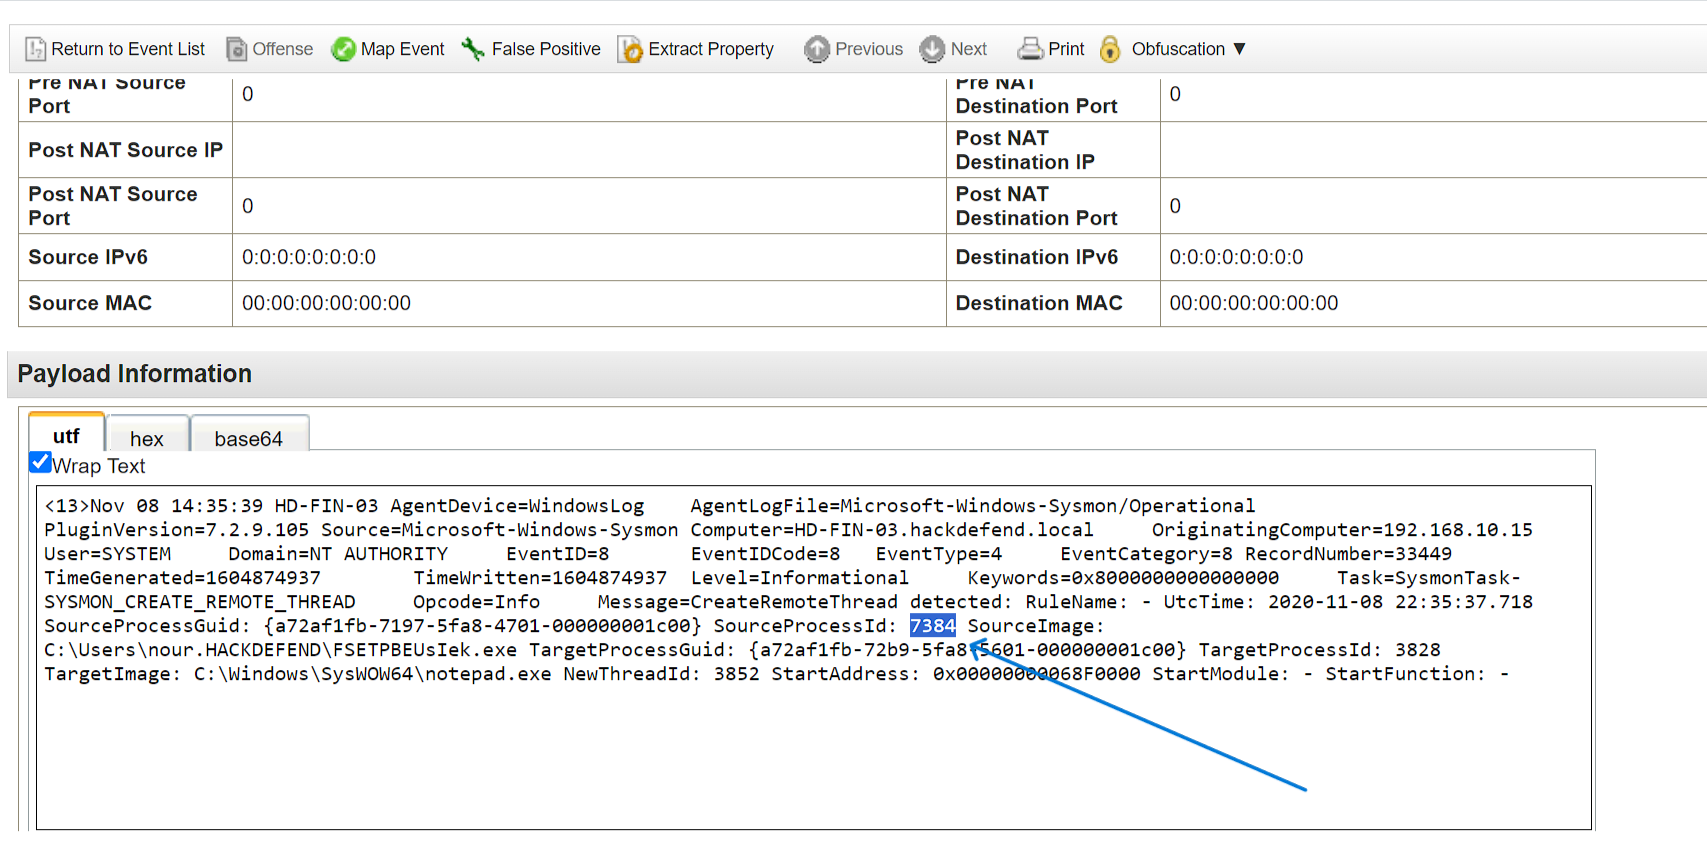 Return to Event List Offense Map Event False Positive Extract Property Previous Next Print Obfuscation ▼
Pre NAT Source Port 0 Pre NAT Destination Port 0
Post NAT Source IP Post NAT Destination IP
Post NAT Source Port 0 Post NAT Destination Port 0
Source IPv6 0:0:0:0:0:0:0:0 Destination IPv6 0:0:0:0:0:0:0:0
Source MAC 00:00:00:00:00:00 Destination MAC 00:00:00:00:00:00
Payload Information
utf hex base64
Wrap Text
<13>Nov 08 14:35:39 HD-FIN-03 AgentDevice=WindowsLog AgentLogFile=Microsoft-Windows-Sysmon/Operational
PluginVersion=7.2.9.105 Source=Microsoft-Windows-Sysmon Computer=HD-FIN-03.hackdefend.local OriginatingComputer=192.168.10.15
User=SYSTEM Domain=NT AUTHORITY EventID=8 EventIDCode=8 EventType=4 EventCategory=8 RecordNumber=33449
TimeGenerated=1604874937 TimeWritten=1604874937 Level=Informational Keywords=0x8000000000000000 Task=SysmonTask-
SYSMON_CREATE_REMOTE_THREAD Opcode=Info Message=CreateRemoteThread detected: RuleName: - UtcTime: 2020-11-08 22:35:37.718
SourceProcessGuid: {a72af1fb-7197-5fa8-4701-000000001c00} SourceProcessId: 7384 SourceImage:
C:\Users\nour.HACKDEFEND\FSETPBEUsIek.exe TargetProcessGuid: {a72af1fb-72b9-5fa8-5601-000000001c00} TargetProcessId: 3828
TargetImage: C:\Windows\SysWOW64\notepad.exe NewThreadId: 3852 StartAddress: 0x00000000068F0000 StartModule: - StartFunction: -